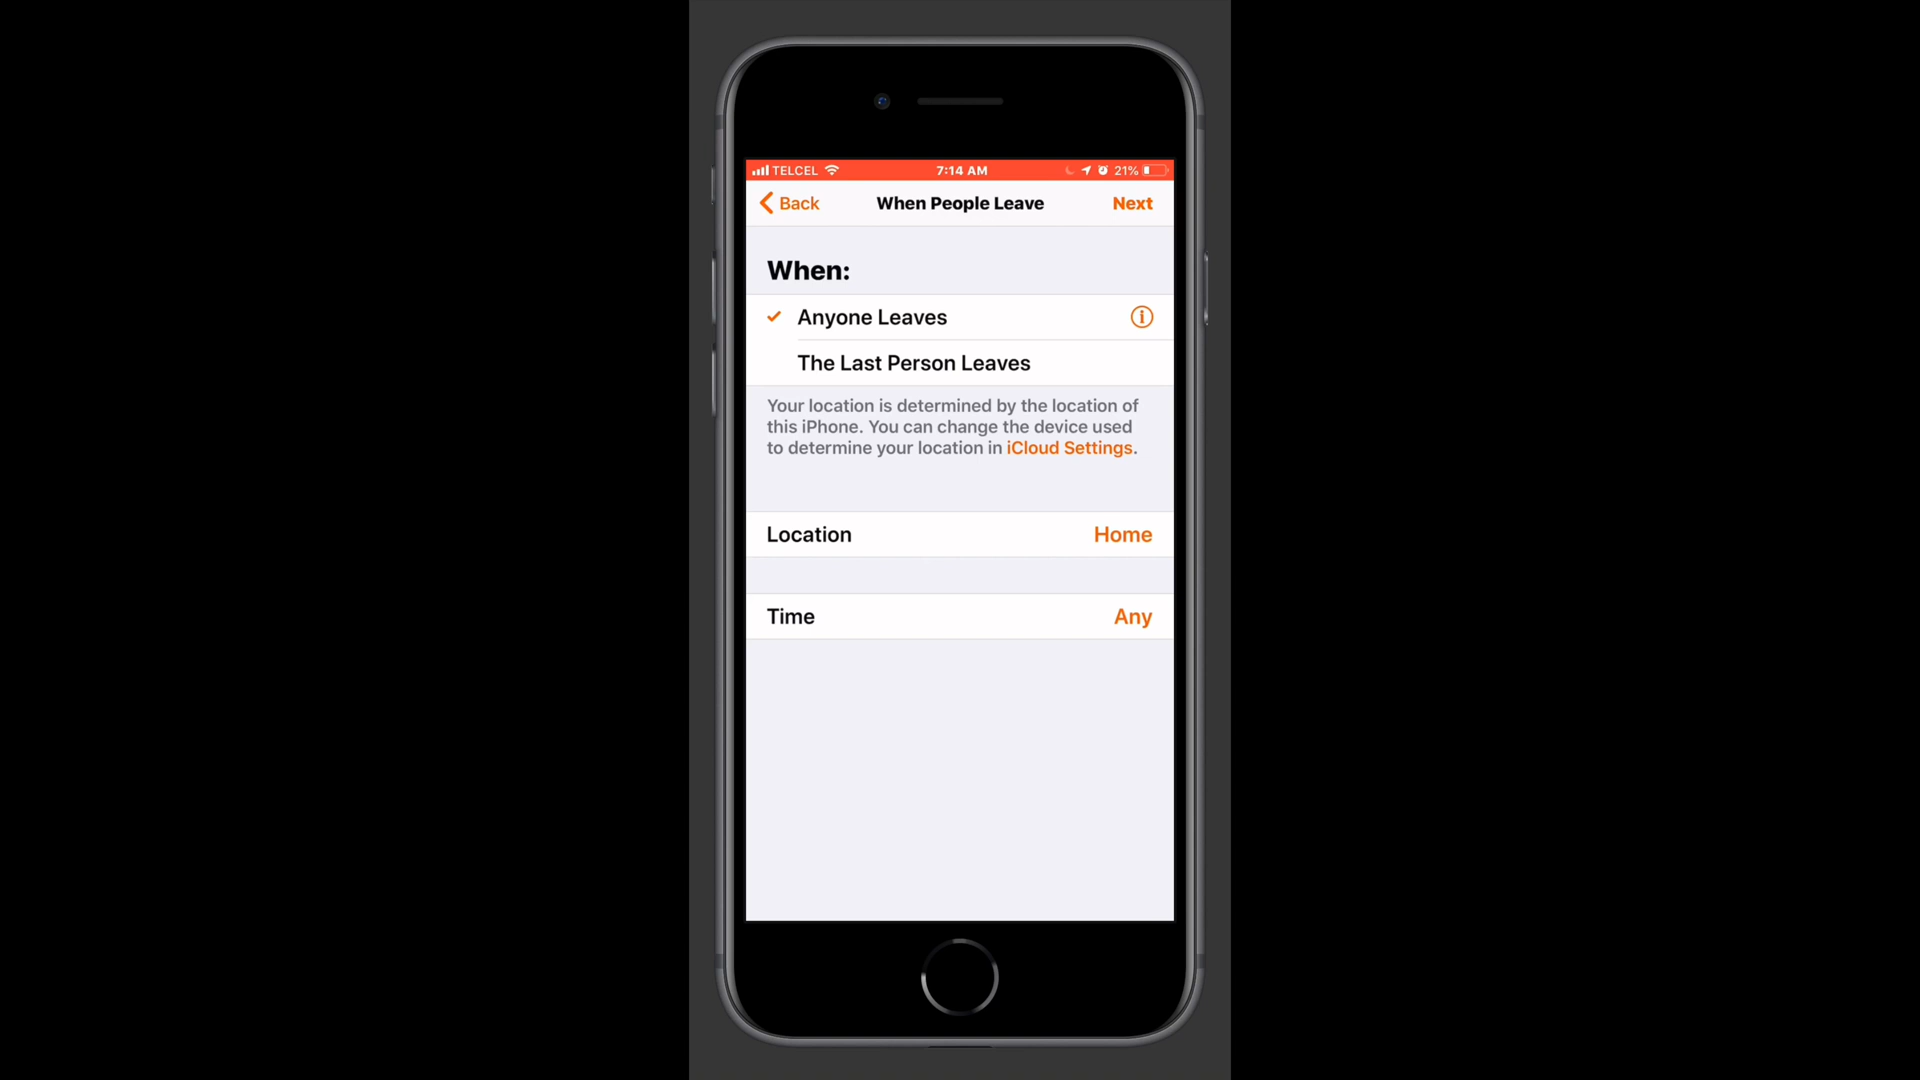 TELCEL 7:14 AM 21%
Back When People Leave Next
When:
Anyone Leaves
The Last Person Leaves
Your location is determined by the location of
this iPhone. You can change the device used
to determine your location in iCloud Settings.
Location Home
Time Any